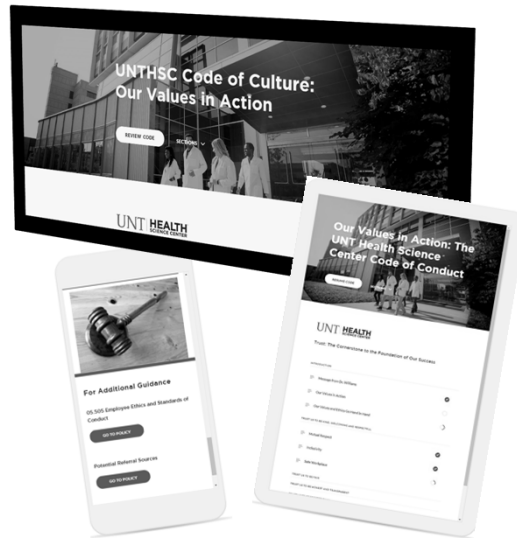 UNTHSC Code of Culture:
Our Values in Action
REVIEW CODE
SECTIONS
UNT HEALTH
SCIENCE CENTER
Our Values in Action: The
UNT Health Science
Center Code of Conduct
REVIEW CODE
UNT HEALTH
SCIENCE CENTER
Trust: The Cornerstone to the Foundation of Our Success
For Additional Guidance
05.505 Employee Ethics and Standards of
Conduct
GO TO POLICY
Potential Referral Sources
GO TO POLICY